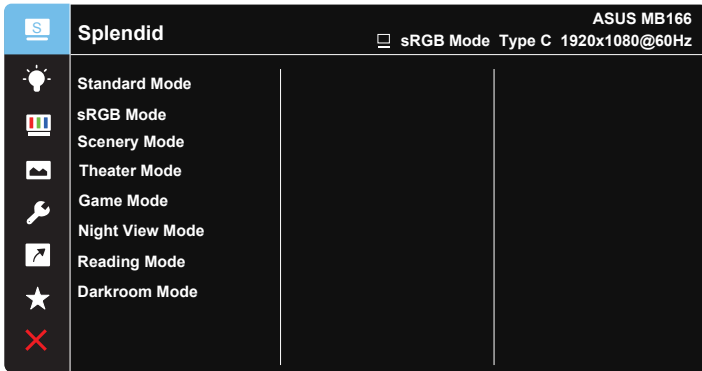 S
Splendid
ASUS MB166
sRGB Mode Type C 1920x1080@60Hz
Standard Mode
sRGB Mode
Scenery Mode
Theater Mode
Game Mode
Night View Mode
Reading Mode
Darkroom Mode